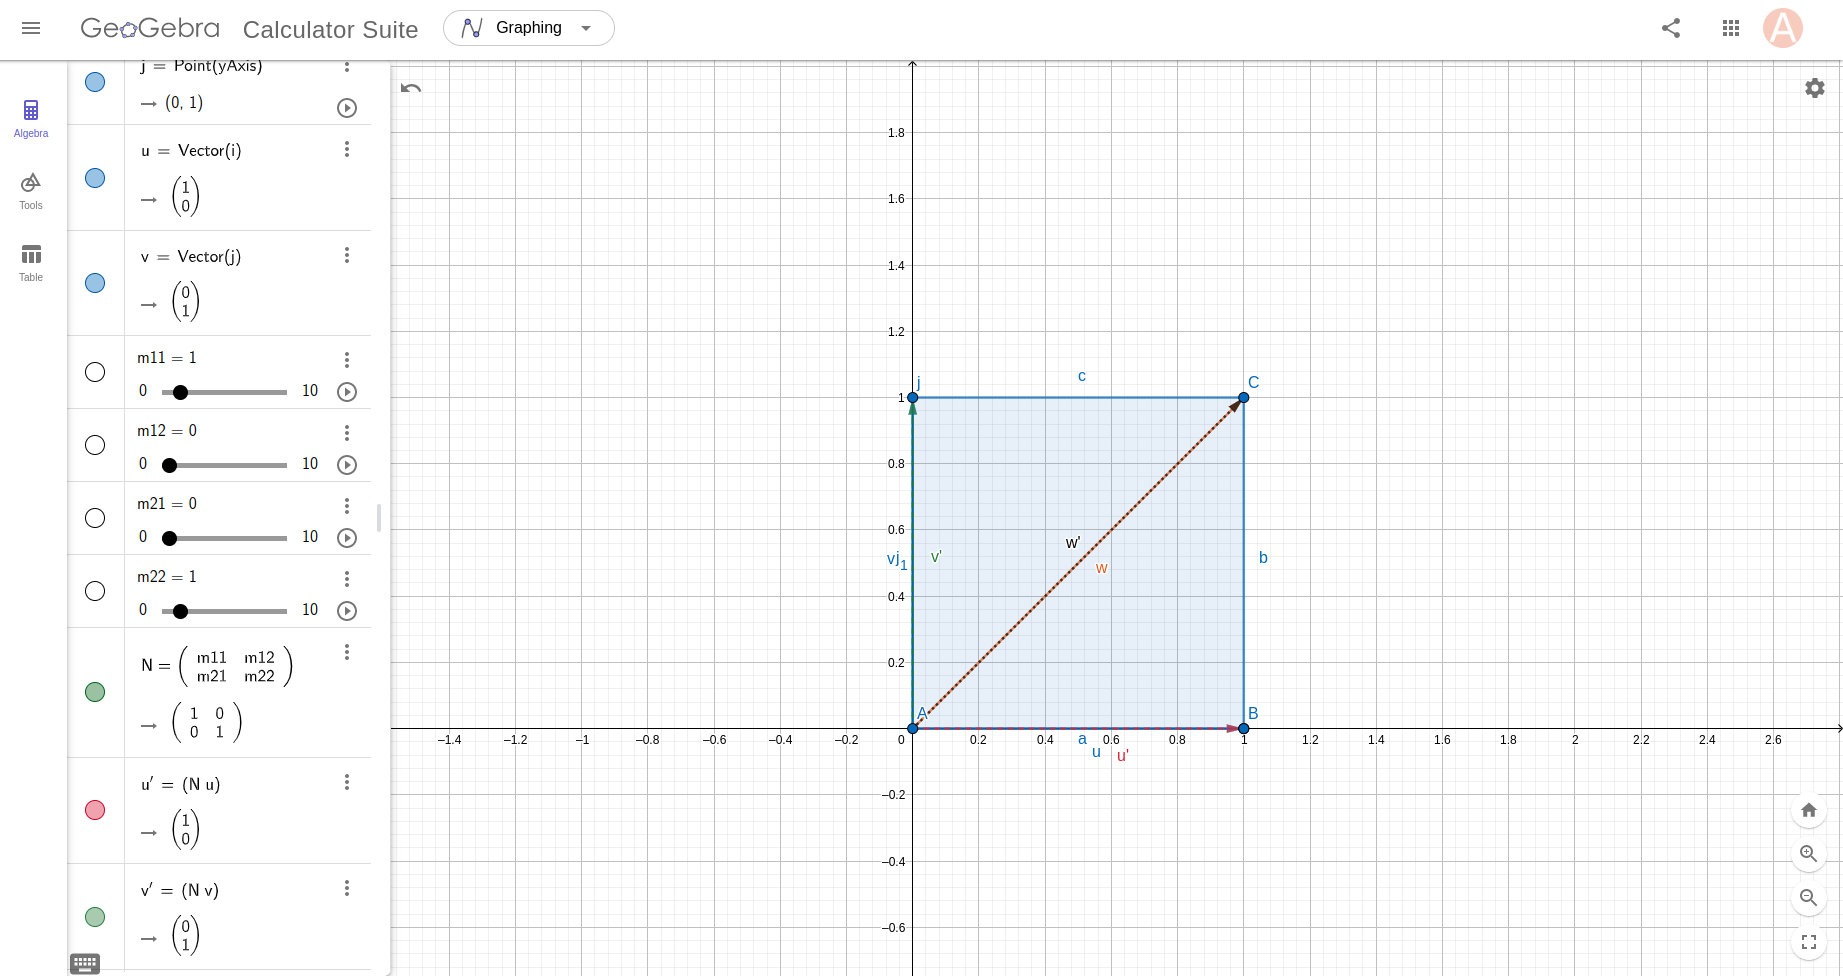 GeoGebra Calculator Suite Graphing A
Algebra
Tools
Table
j = Point(yAxis)
→ (0, 1)
u = Vector(i)
→ (1
0)
v = Vector(j)
→ (0
1)
m11 = 1
0 10
m12 = 0
0 10
m21 = 0
0 10
m22 = 1
0 10
N = ( m11 m12
m21 m22 )
→ ( 1 0
0 1 )
u′ = (N u)
→ (1
0)
v′ = (N v)
→ (0
1)
1.8
1.6
1.4
1.2
c
j C
1
0.8
0.6
w'
vj₁ v' w b
0.4
0.2
A B
–1.4 –1.2 –1 –0.8 –0.6 –0.4 –0.2 0 0.2 0.4 a 0.6 0.8 1 1.2 1.4 1.6 1.8 2 2.2 2.4 2.6
u u'
–0.2
–0.4
–0.6